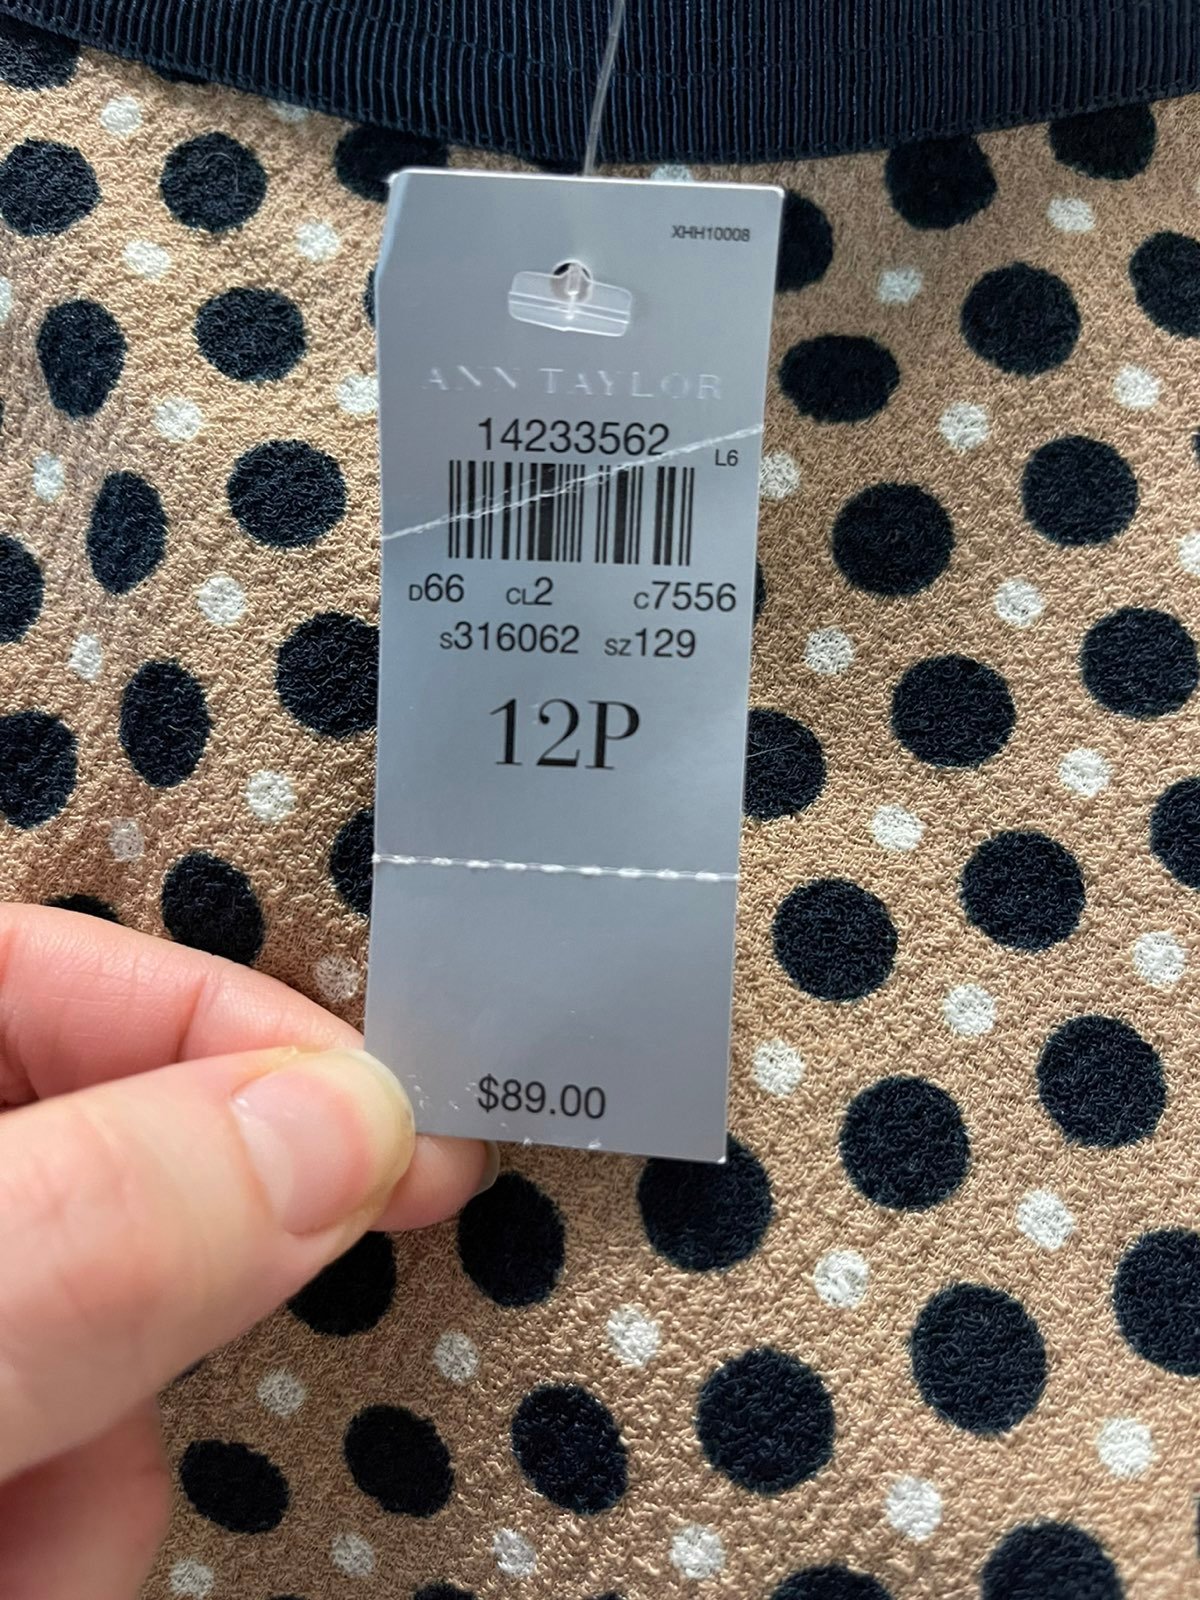 XHH10008
ANN TAYLOR
14233562
L6
D66 CL2 C7556
S316062 SZ129
12P
$89.00